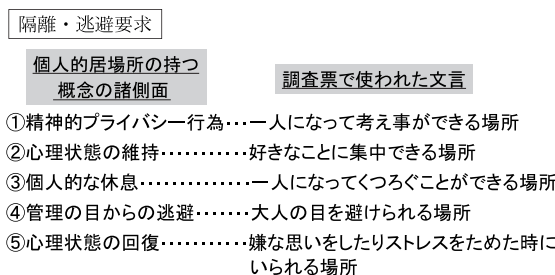 隔離・逃避要求
個人的居場所の持つ
概念の諸側面
調査票で使われた文言
①精神的プライバシー行為・・・一人になって考え事ができる場所
②心理状態の維持・・・・・・・・・・・好きなことに集中できる場所
③個人的な休息・・・・・・・・・・・・・・一人になってくつろぐことができる場所
④管理の目からの逃避・・・・・・・大人の目を避けられる場所
⑤心理状態の回復・・・・・・・・・・・嫌な思いをしたりストレスをためた時に
いられる場所